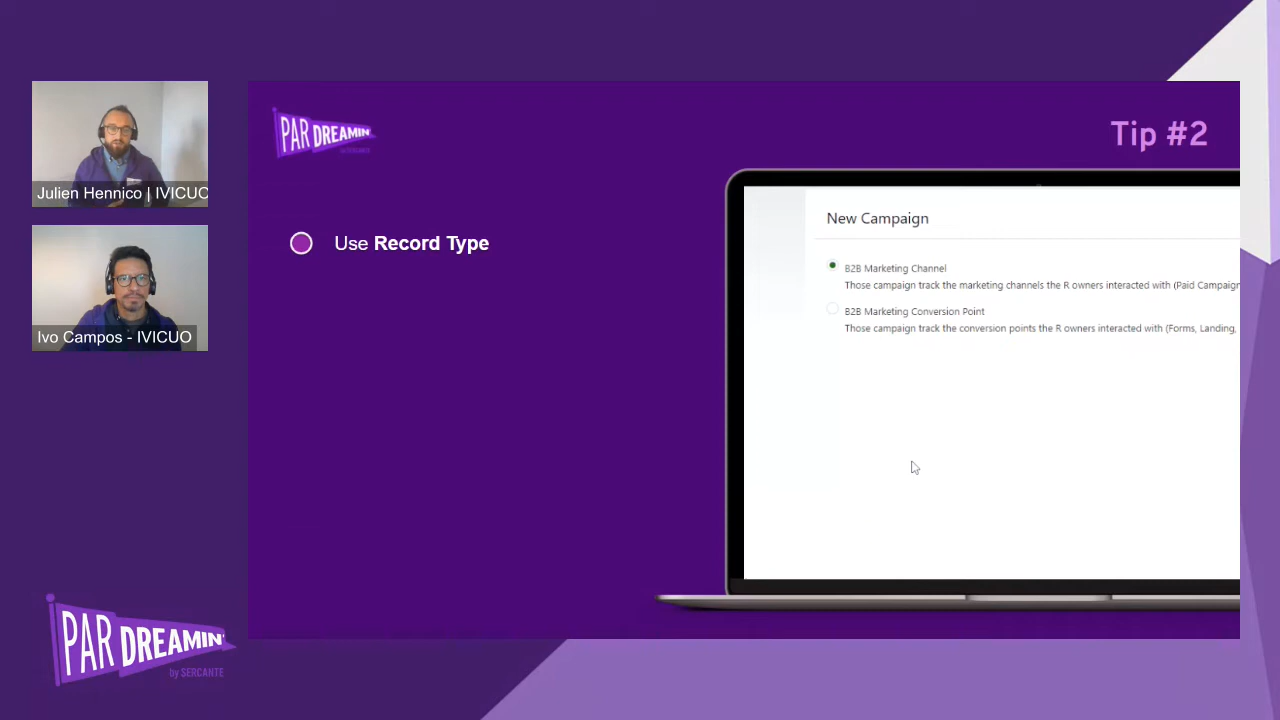 Julien Hennico | IVICUO
Ivo Campos - IVICUO
PAR DREAMIN'
by SERCANTE
PAR DREAMIN'
Tip #2
Use Record Type
New Campaign
B2B Marketing Channel
Those campaign track the marketing channels the R owners interacted with (Paid Campaign
B2B Marketing Conversion Point
Those campaign track the conversion points the R owners interacted with (Forms, Landing,